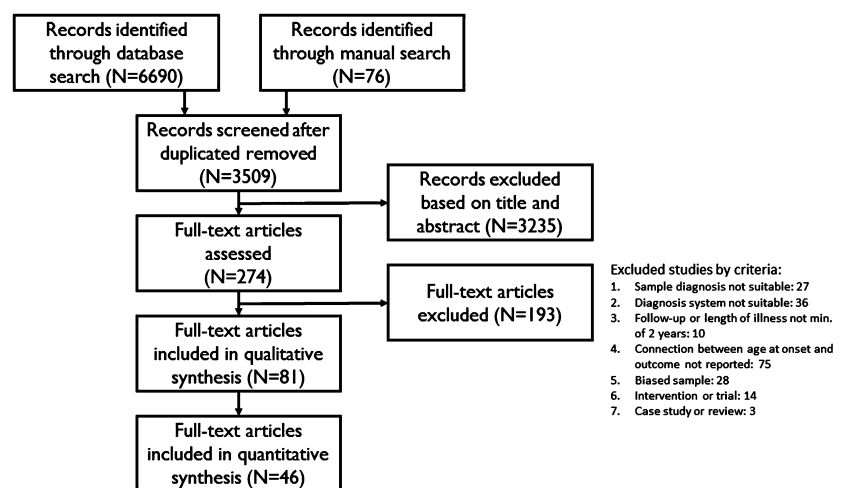 Records identified
through database
search (N=6690)
Records identified
through manual search
(N=76)
Records screened after
duplicated removed
(N=3509)
Records excluded
based on title and
abstract (N=3235)
Full-text articles
assessed
(N=274)
Full-text articles
excluded (N=193)
Excluded studies by criteria:
1. Sample diagnosis not suitable: 27
2. Diagnosis system not suitable: 36
3. Follow-up or length of illness not min.
of 2 years: 10
4. Connection between age at onset and
outcome not reported: 75
5. Biased sample: 28
6. Intervention or trial: 14
7. Case study or review: 3
Full-text articles
included in qualitative
synthesis (N=81)
Full-text articles
included in quantitative
synthesis (N=46)